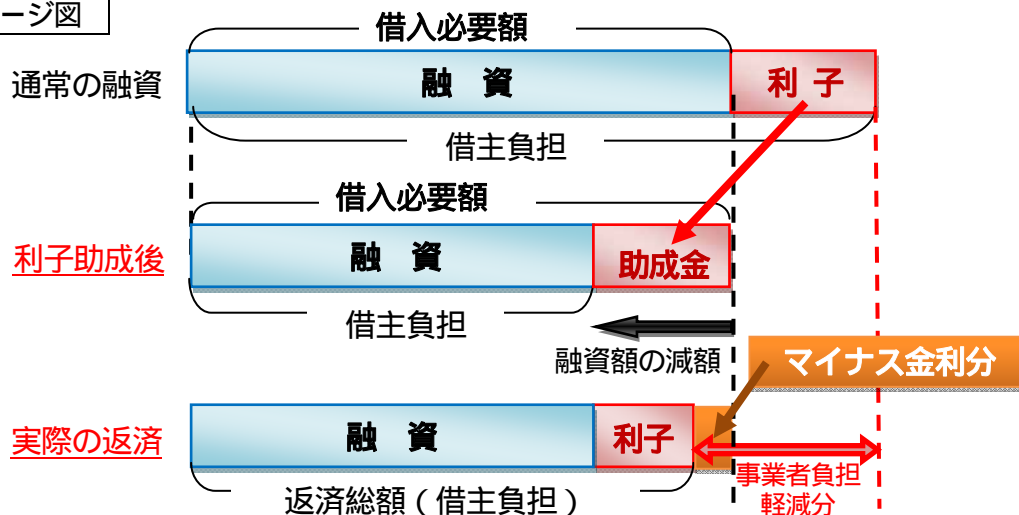 ージ図
借入必要額
通常の融資
融 資
利 子
借主負担
借入必要額
利子助成後
融 資
助成金
借主負担
融資額の減額
マイナス金利分
実際の返済
融 資
利子
事業者負担
軽減分
返済総額(借主負担)